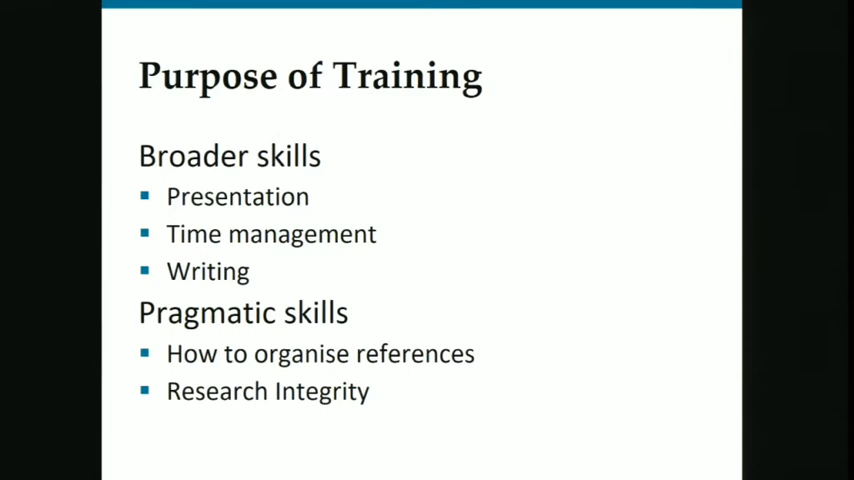 Purpose of Training
Broader skills
Presentation
Time management
Writing
Pragmatic skills
How to organise references
Research Integrity